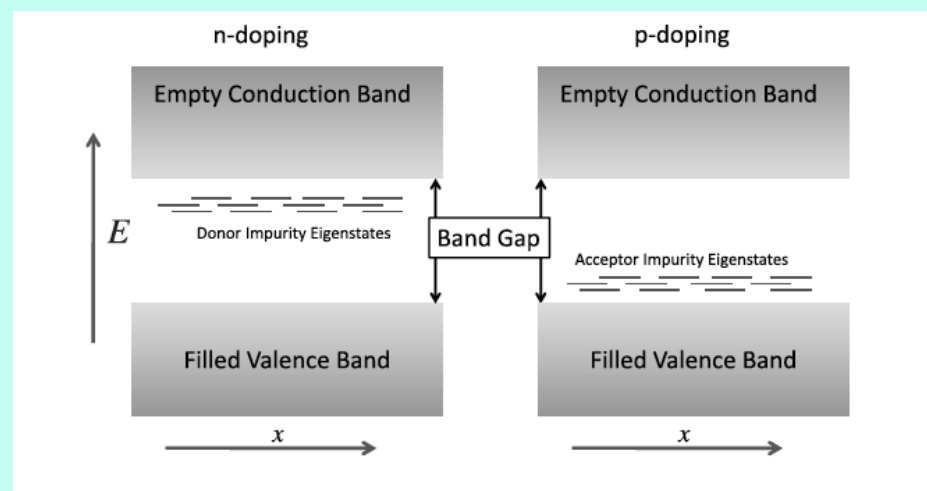 n-doping
p-doping
Empty Conduction Band
Empty Conduction Band
E
Donor Impurity Eigenstates
Band Gap
Acceptor Impurity Eigenstates
Filled Valence Band
Filled Valence Band
x
x